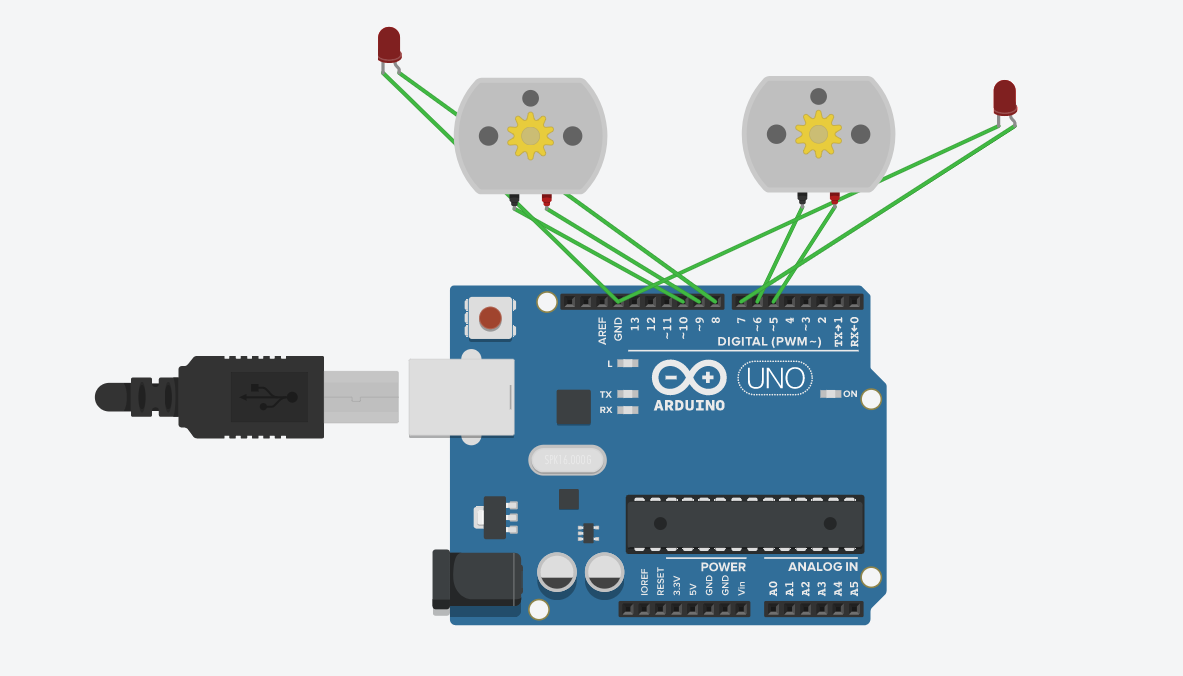 AREF
GND
13
12
~11
~10
~9
8
7
~6
~5
4
~3
2
TX→1
RX←0
DIGITAL (PWM~)
L
TX
RX
UNO
ARDUINO
ON
SPK16.000G
POWER
ANALOG IN
IOREF
RESET
3.3V
5V
GND
GND
Vin
A0
A1
A2
A3
A4
A5